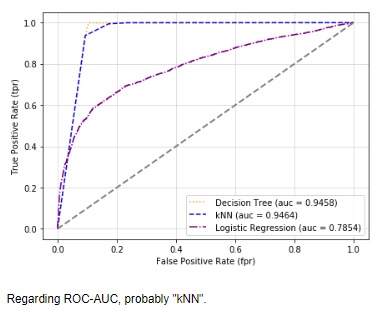 1.0
0.8
0.6
0.4
0.2
0.0
True Positive Rate (fpr)
Decision Tree (auc = 0.9458)
kNN (auc = 0.9464)
Logistic Regression (auc = 0.7854)
0.0 0.2 0.4 0.6 0.8 1.0
False Positive Rate (fpr)
Regarding ROC-AUC, probably "kNN".